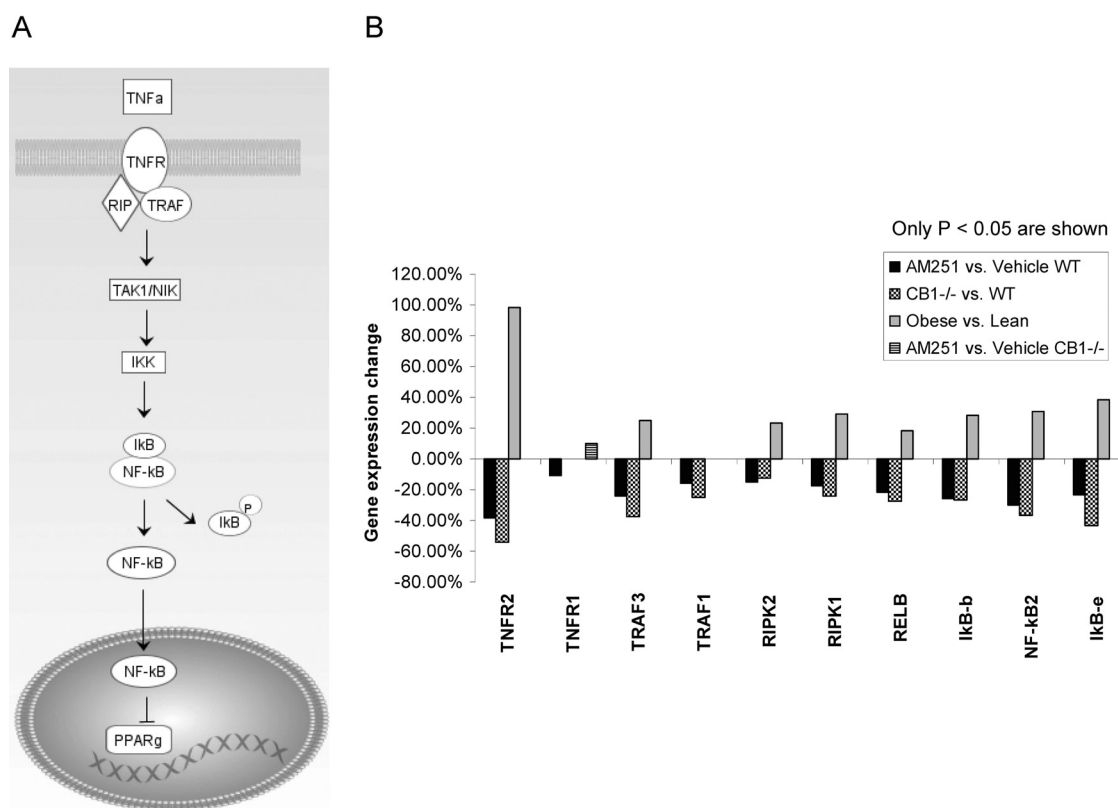 A
TNFa
TNFR
RIP
TRAF
TAK1/NIK
IKK
IkB
NF-kB
P
IkB
NF-kB
NF-kB
PPARg
B
Only P < 0.05 are shown
AM251 vs. Vehicle WT
CB1-/- vs. WT
Obese vs. Lean
AM251 vs. Vehicle CB1-/-
Gene expression change
120.00%
100.00%
80.00%
60.00%
40.00%
20.00%
0.00%
-20.00%
-40.00%
-60.00%
-80.00%
TNFR2
TNFR1
TRAF3
TRAF1
RIPK2
RIPK1
RELB
IkB-b
NF-kB2
IkB-e